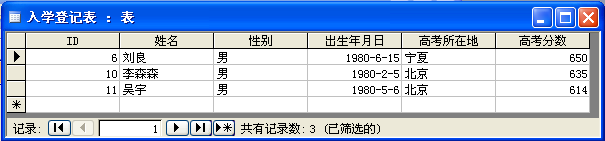 入学登记表 : 表
ID 姓名 性别 出生年月日 高考所在地 高考分数
6 刘良 男 1980-6-15 宁夏 650
10 李森森 男 1980-2-5 北京 635
11 吴宇 男 1980-5-6 北京 614
记录: 1 共有记录数: 3 (已筛选的)